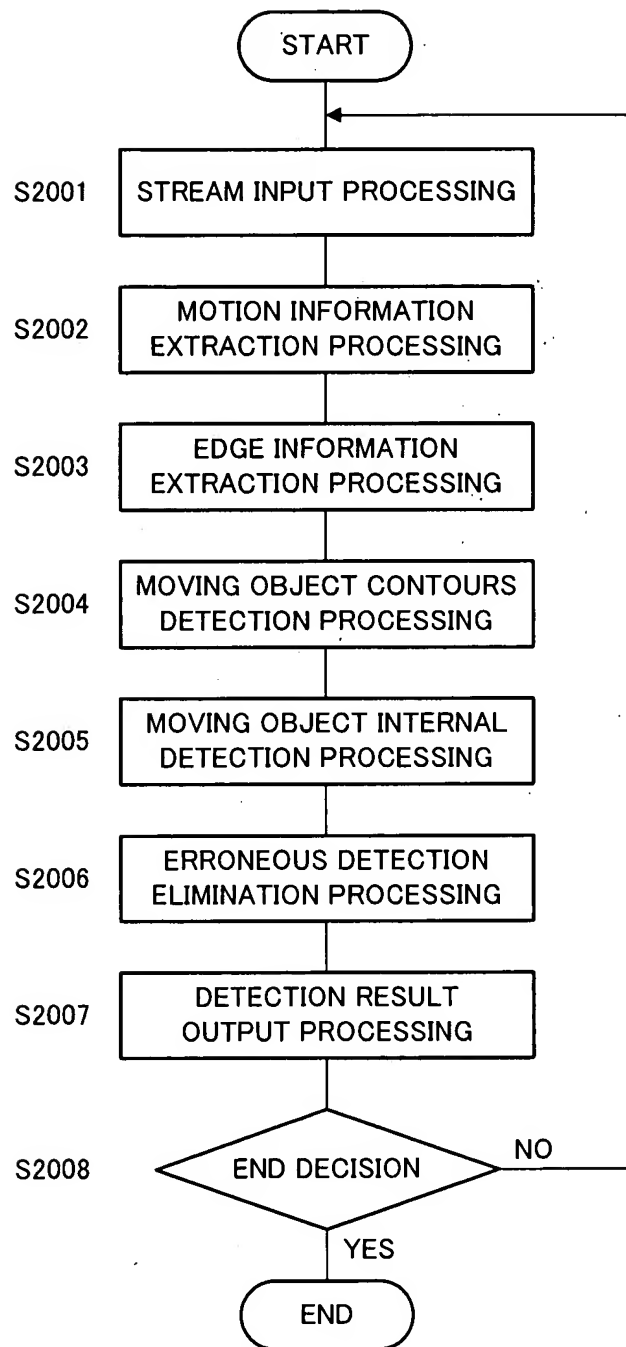 START
S2001
STREAM INPUT PROCESSING
S2002
MOTION INFORMATION
EXTRACTION PROCESSING
S2003
EDGE INFORMATION
EXTRACTION PROCESSING
S2004
MOVING OBJECT CONTOURS
DETECTION PROCESSING
S2005
MOVING OBJECT INTERNAL
DETECTION PROCESSING
S2006
ERRONEOUS DETECTION
ELIMINATION PROCESSING
S2007
DETECTION RESULT
OUTPUT PROCESSING
S2008
END DECISION
NO
YES
END